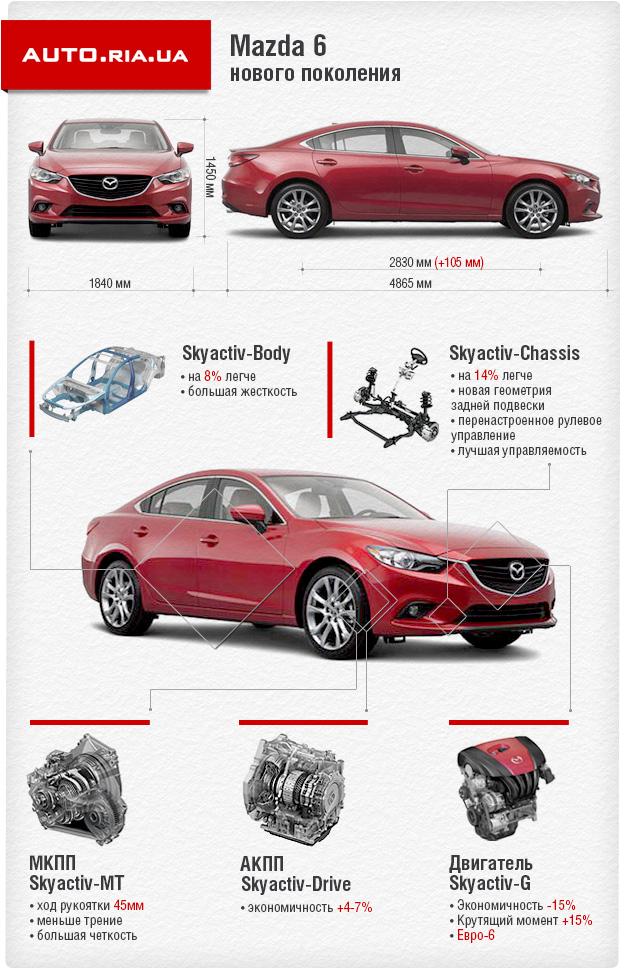 AUTO.RIA.UA
Mazda 6
нового поколения
1450 мм
2830 мм (+105 мм)
1840 мм
4865 мм
Skyactiv-Body
• на 8% легче
• большая жесткость
Skyactiv-Chassis
• на 14% легче
• новая геометрия
задней подвески
• перенастроенное рулевое
управление
• лучшая управляемость
МКПП
Skyactiv-MT
• ход рукоятки 45мм
• меньше трение
• большая четкость
АКПП
Skyactiv-Drive
• экономичность +4-7%
Двигатель
Skyactiv-G
• Экономичность -15%
• Крутящий момент +15%
• Евро-6